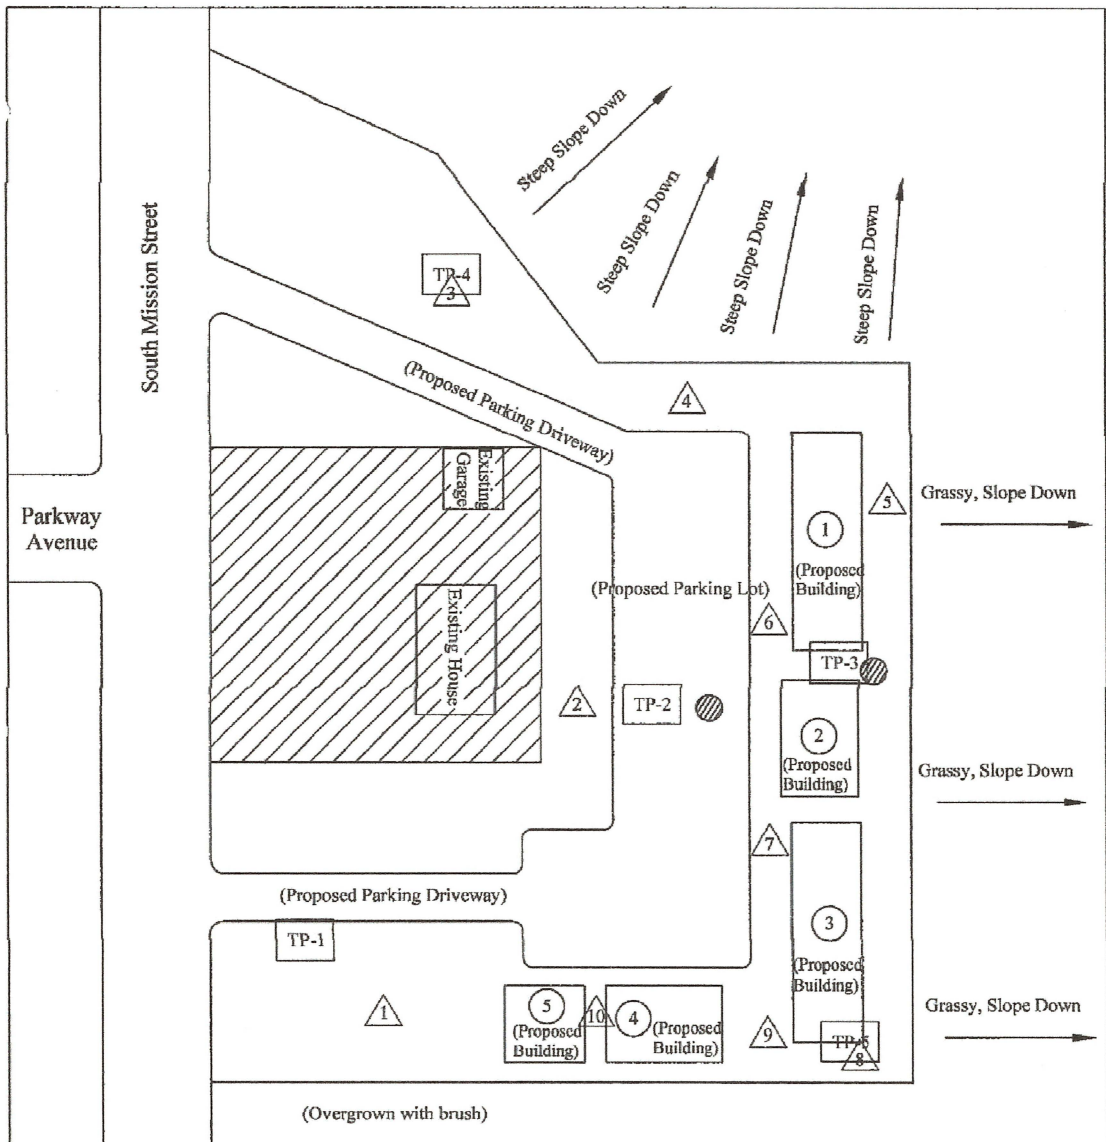 Steep Slope Down
Steep Slope Down
Steep Slope Down
Steep Slope Down
South Mission Street
TP-4
3
(Proposed Parking Driveway)
4
Existing
Garage
Parkway
Avenue
5
Grassy, Slope Down
1
(Proposed
Building)
(Proposed Parking Lot)
6
Existing House
TP-3
2
TP-2
2
(Proposed
Building)
Grassy, Slope Down
7
(Proposed Parking Driveway)
3
TP-1
(Proposed
Building)
1
5
(Proposed
Building)
10
4
(Proposed
Building)
9
TP-5
8
Grassy, Slope Down
(Overgrown with brush)